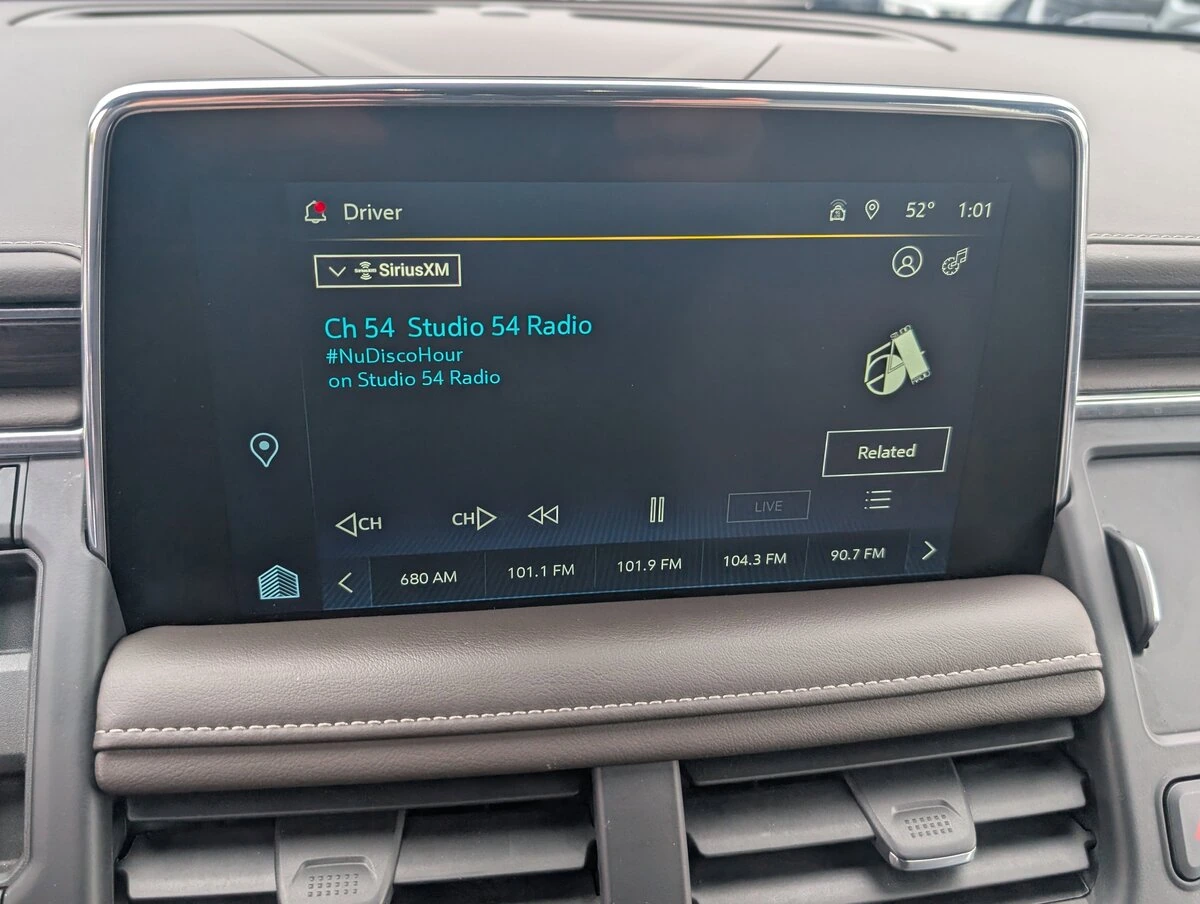 Driver
52° 1:01
SiriusXM
Ch 54 Studio 54 Radio
#NuDiscoHour
on Studio 54 Radio
Related
CH CH LIVE
680 AM 101.1 FM 101.9 FM 104.3 FM 90.7 FM